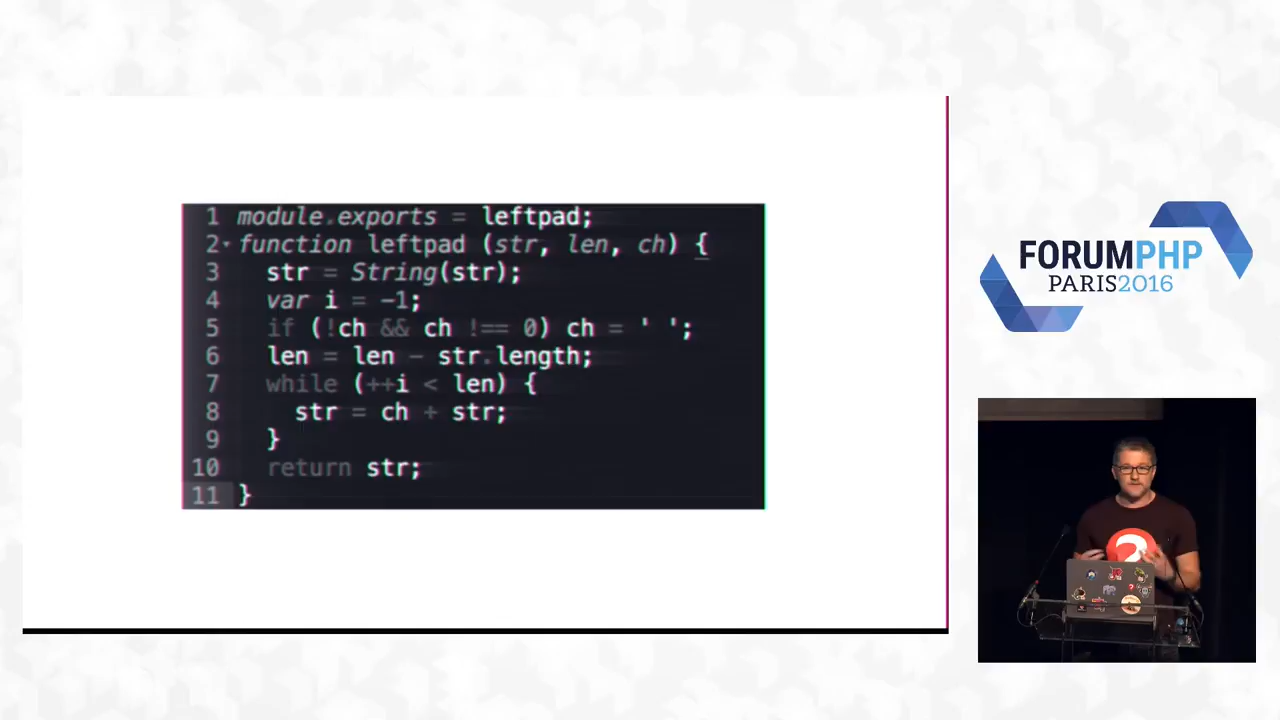 1 module.exports = leftpad;
2 function leftpad (str, len, ch) {
3 str = String(str);
4 var i = -1;
5 if (!ch && ch !== 0) ch = ' ';
6 len = len - str.length;
7 while (++i < len) {
8 str = ch + str;
9 }
10 return str;
11 }
FORUMPHP
PARIS2016